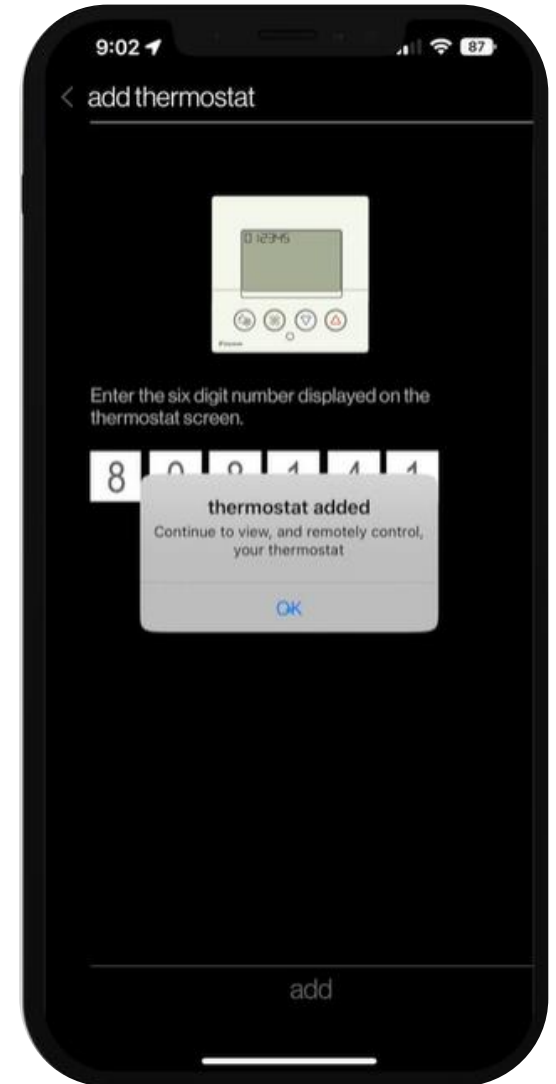 9:02
87
add thermostat
012345
Enter the six digit number displayed on the
thermostat screen.
8
thermostat added
Continue to view, and remotely control,
your thermostat
OK
add